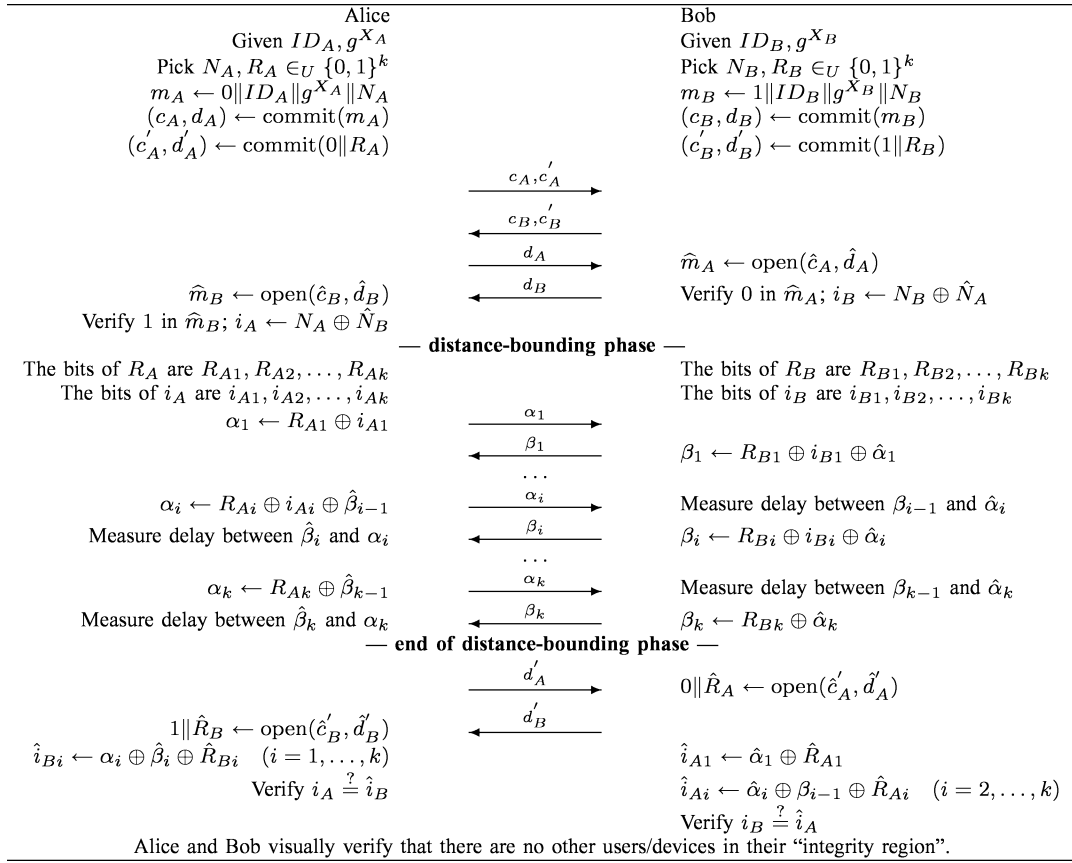 Alice Bob
Given ID_A, g^{X_A} Given ID_B, g^{X_B}
Pick N_A, R_A ∈_U {0, 1}^k Pick N_B, R_B ∈_U {0, 1}^k
m_A ← 0‖ID_A‖g^{X_A}‖N_A m_B ← 1‖ID_B‖g^{X_B}‖N_B
(c_A, d_A) ← commit(m_A) (c_B, d_B) ← commit(m_B)
(c'_A, d'_A) ← commit(0‖R_A) (c'_B, d'_B) ← commit(1‖R_B)
c_A, c'_A
c_B, c'_B
d_A
m̂_A ← open(ĉ_A, d̂_A)
d_B
m̂_B ← open(ĉ_B, d̂_B) Verify 0 in m̂_A; i_B ← N_B ⊕ N̂_A
Verify 1 in m̂_B; i_A ← N_A ⊕ N̂_B
— distance-bounding phase —
The bits of R_A are R_{A1}, R_{A2}, . . . , R_{Ak} The bits of R_B are R_{B1}, R_{B2}, . . . , R_{Bk}
The bits of i_A are i_{A1}, i_{A2}, . . . , i_{Ak} The bits of i_B are i_{B1}, i_{B2}, . . . , i_{Bk}
α_1 ← R_{A1} ⊕ i_{A1} α_1
β_1 β_1 ← R_{B1} ⊕ i_{B1} ⊕ α̂_1
. . .
α_i ← R_{Ai} ⊕ i_{Ai} ⊕ β̂_{i−1} α_i Measure delay between β_{i−1} and α̂_i
Measure delay between β̂_i and α_i β_i β_i ← R_{Bi} ⊕ i_{Bi} ⊕ α̂_i
. . .
α_k ← R_{Ak} ⊕ β̂_{k−1} α_k Measure delay between β_{k−1} and α̂_k
Measure delay between β̂_k and α_k β_k β_k ← R_{Bk} ⊕ α̂_k
— end of distance-bounding phase —
d'_A 0‖R̂_A ← open(ĉ'_A, d̂'_A)
1‖R̂_B ← open(ĉ'_B, d̂'_B) d'_B
î_{Bi} ← α_i ⊕ β̂_i ⊕ R̂_{Bi} (i = 1, . . . , k) î_{A1} ← α̂_1 ⊕ R̂_{A1}
Verify i_A ≟ î_B î_{Ai} ← α̂_i ⊕ β_{i−1} ⊕ R̂_{Ai} (i = 2, . . . , k)
Verify i_B ≟ î_A
Alice and Bob visually verify that there are no other users/devices in their “integrity region”.